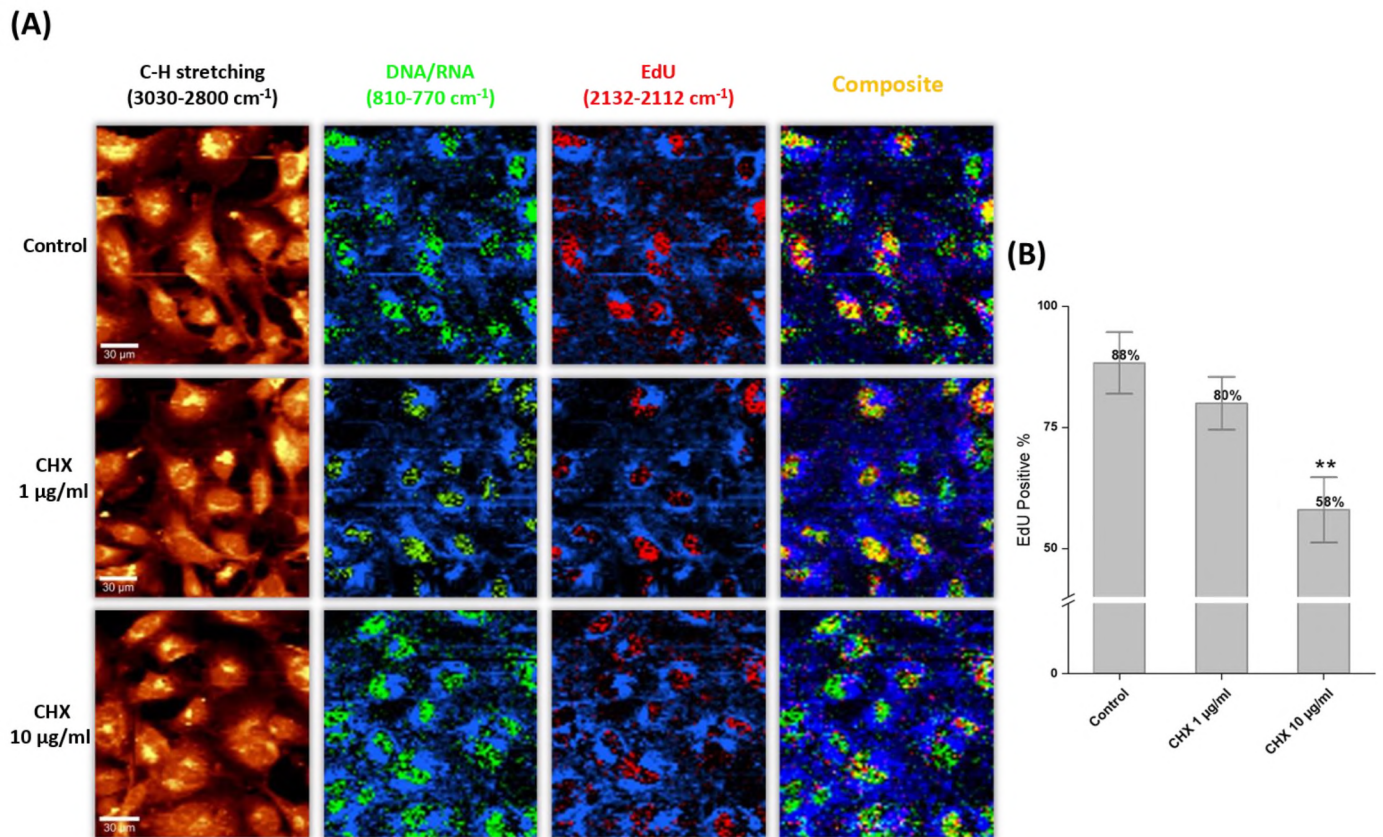 (A)
C-H stretching
(3030-2800 cm⁻¹)
DNA/RNA
(810-770 cm⁻¹)
EdU
(2132-2112 cm⁻¹)
Composite
Control
30 µm
CHX
1 µg/ml
30 µm
CHX
10 µg/ml
30 µm
(B)
EdU Positive %
100
75
50
0
88%
80%
**
58%
Control
CHX 1 µg/ml
CHX 10 µg/ml